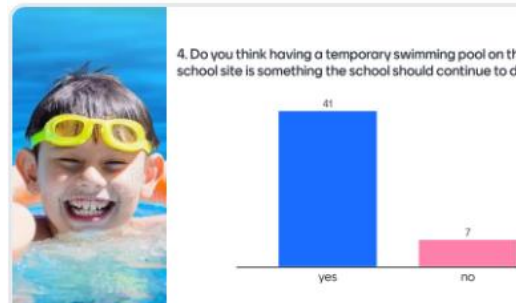 4. Do you think having a temporary swimming pool on
school site is something the school should continue to
41
7
yes
no